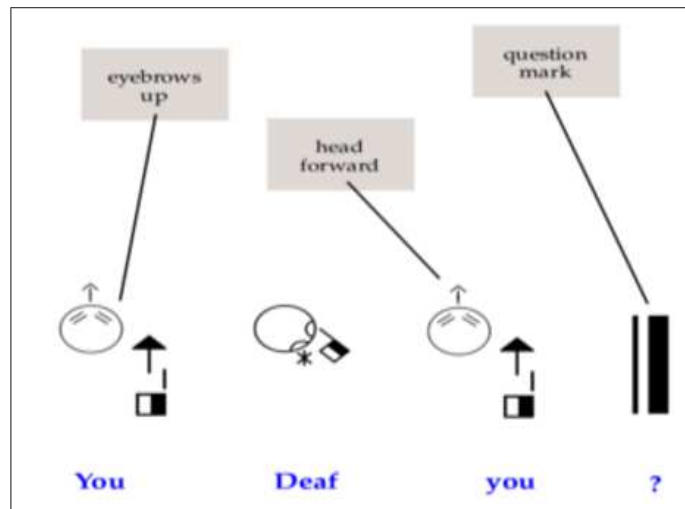 eyebrows
up
question
mark
head
forward
You Deaf you ?